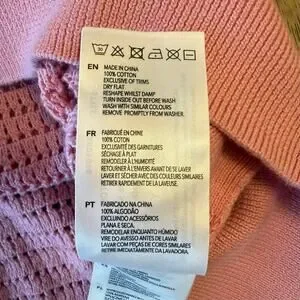 30
EN MADE IN CHINA
100% COTTON
EXCLUSIVE OF TRIMS
DRY FLAT
RESHAPE WHILST DAMP
TURN INSIDE OUT BEFORE WASH
WASH WITH SIMILAR COLOURS
REMOVE PROMPTLY FROM WASHER.
FR FABRIQUÉ EN CHINE
100% COTON
EXCLUSIVITÉ DES GARNITURES
SÉCHAGE À PLAT
REMODELER À L'HUMIDITÉ
RETOURNER À L'ENVERS AVANT DE SE LAVER
LAVER ET SÉCHER AVEC DES COULEURS SIMILAIRES
RETIRER RAPIDEMENT DE LA LAVEUSE.
PT FABRICADO NA CHINA
100% ALGODÃO
EXCLUINDO ACESSÓRIOS
PLANA E SECA.
REMODELAR ENQUANTO HÚMIDO
VIRE DO AVESSO ANTES DE LAVAR
LAVAR COM PEÇAS DE CORES SIMILARES
RETIRE IMEDIATAMENTE DA LAVADORA.